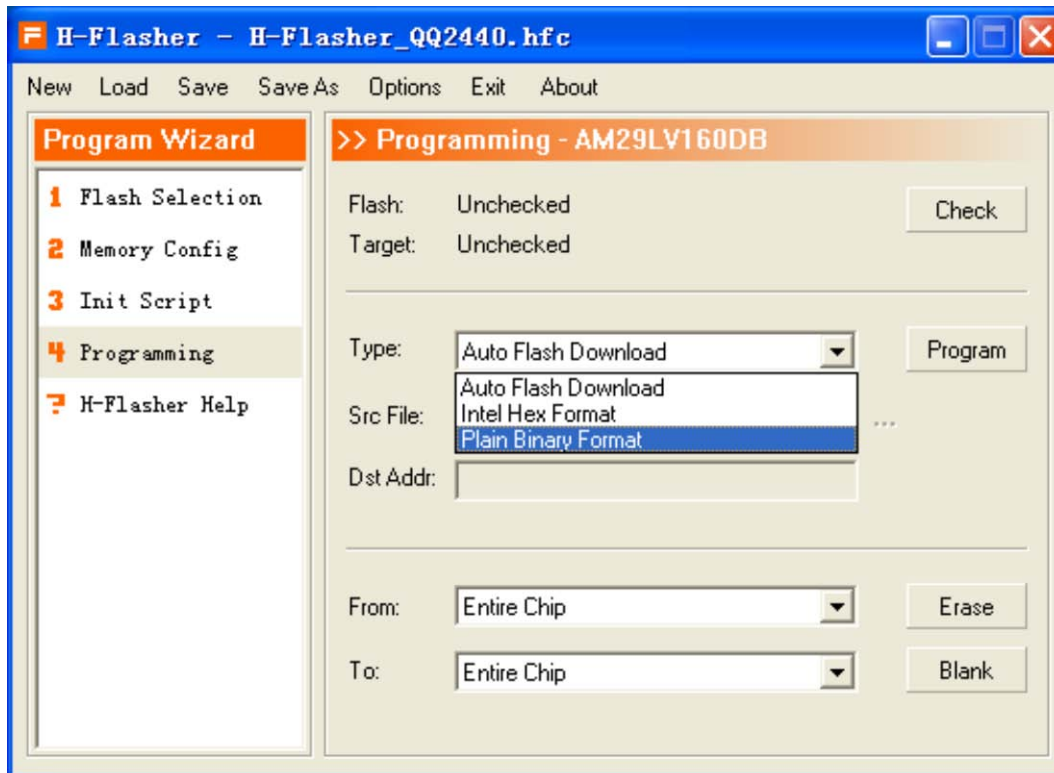 H-Flasher - H-Flasher_QQ2440.hfc
New Load Save Save As Options Exit About
Program Wizard
1 Flash Selection
2 Memory Config
3 Init Script
4 Programming
? H-Flasher Help
>> Programming - AM29LV160DB
Flash: Unchecked Check
Target: Unchecked
Type: Auto Flash Download Program
Auto Flash Download
Src File: Intel Hex Format ...
Plain Binary Format
Dst Addr:
From: Entire Chip Erase
To: Entire Chip Blank